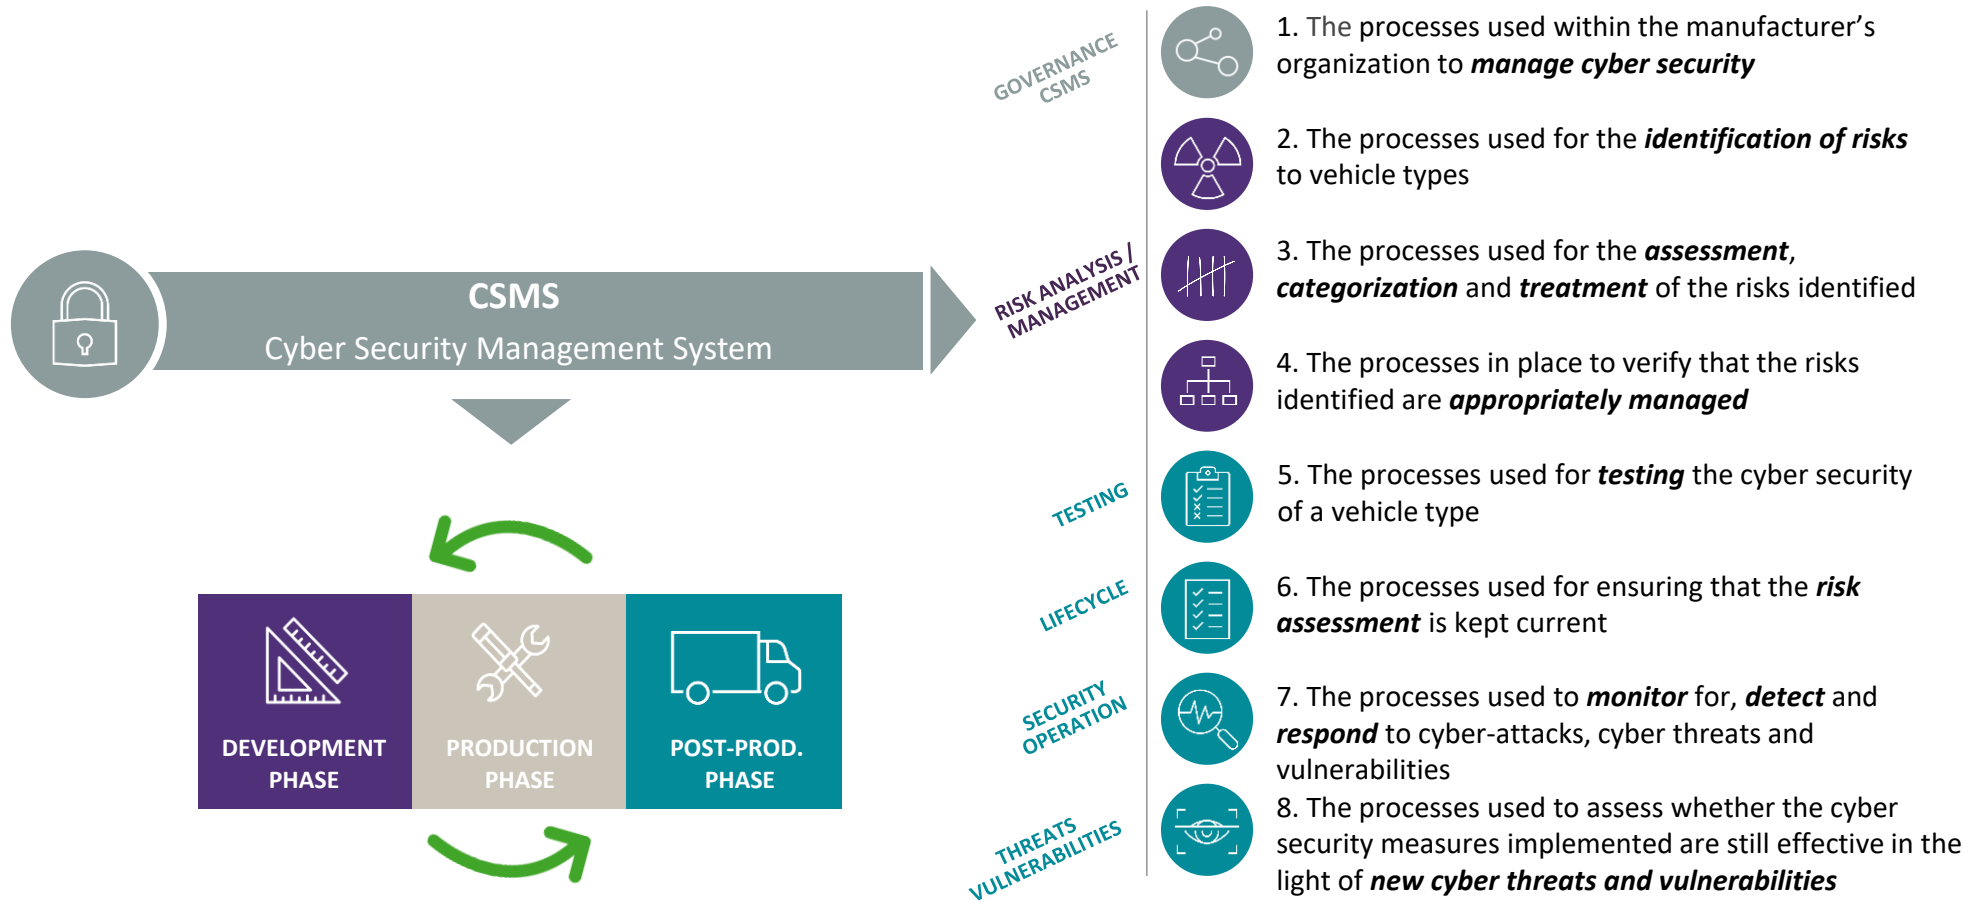 CSMS
Cyber Security Management System
DEVELOPMENT
PHASE
PRODUCTION
PHASE
POST-PROD.
PHASE
GOVERNANCE
CSMS
1. The processes used within the manufacturer’s
organization to manage cyber security
RISK ANALYSIS /
MANAGEMENT
2. The processes used for the identification of risks
to vehicle types
3. The processes used for the assessment,
categorization and treatment of the risks identified
4. The processes in place to verify that the risks
identified are appropriately managed
TESTING
5. The processes used for testing the cyber security
of a vehicle type
LIFECYCLE
6. The processes used for ensuring that the risk
assessment is kept current
SECURITY
OPERATION
7. The processes used to monitor for, detect and
respond to cyber-attacks, cyber threats and
vulnerabilities
THREATS
VULNERABILITIES
8. The processes used to assess whether the cyber
security measures implemented are still effective in the
light of new cyber threats and vulnerabilities